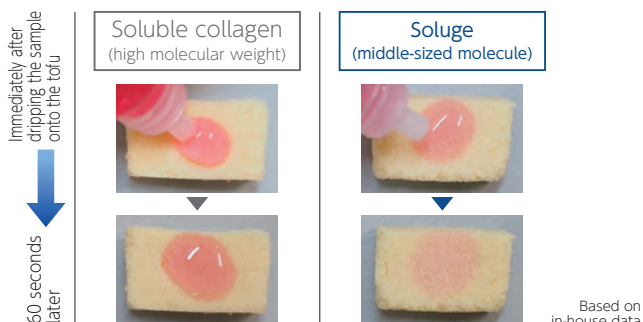 Soluble collagen
(high molecular weight)
Soluge
(middle-sized molecule)
Immediately after
dripping the sample
onto the tofu
60 seconds
later
Based on
in-house data